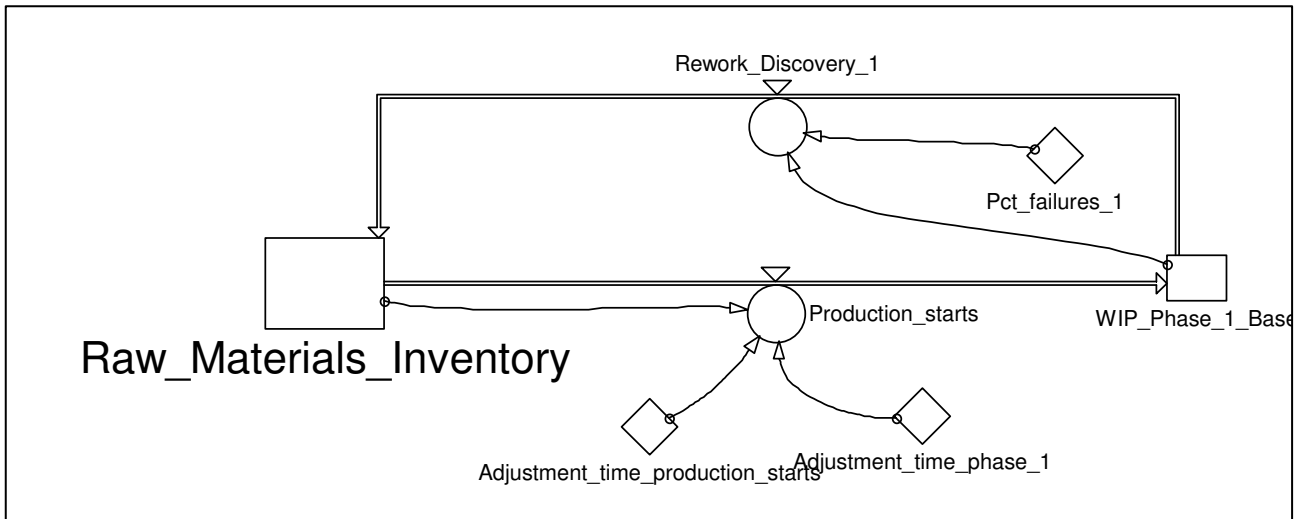 Rework_Discovery_1
Pct_failures_1
Production_starts
WIP_Phase_1_Base
Raw_Materials_Inventory
Adjustment_time_phase_1
Adjustment_time_production_starts